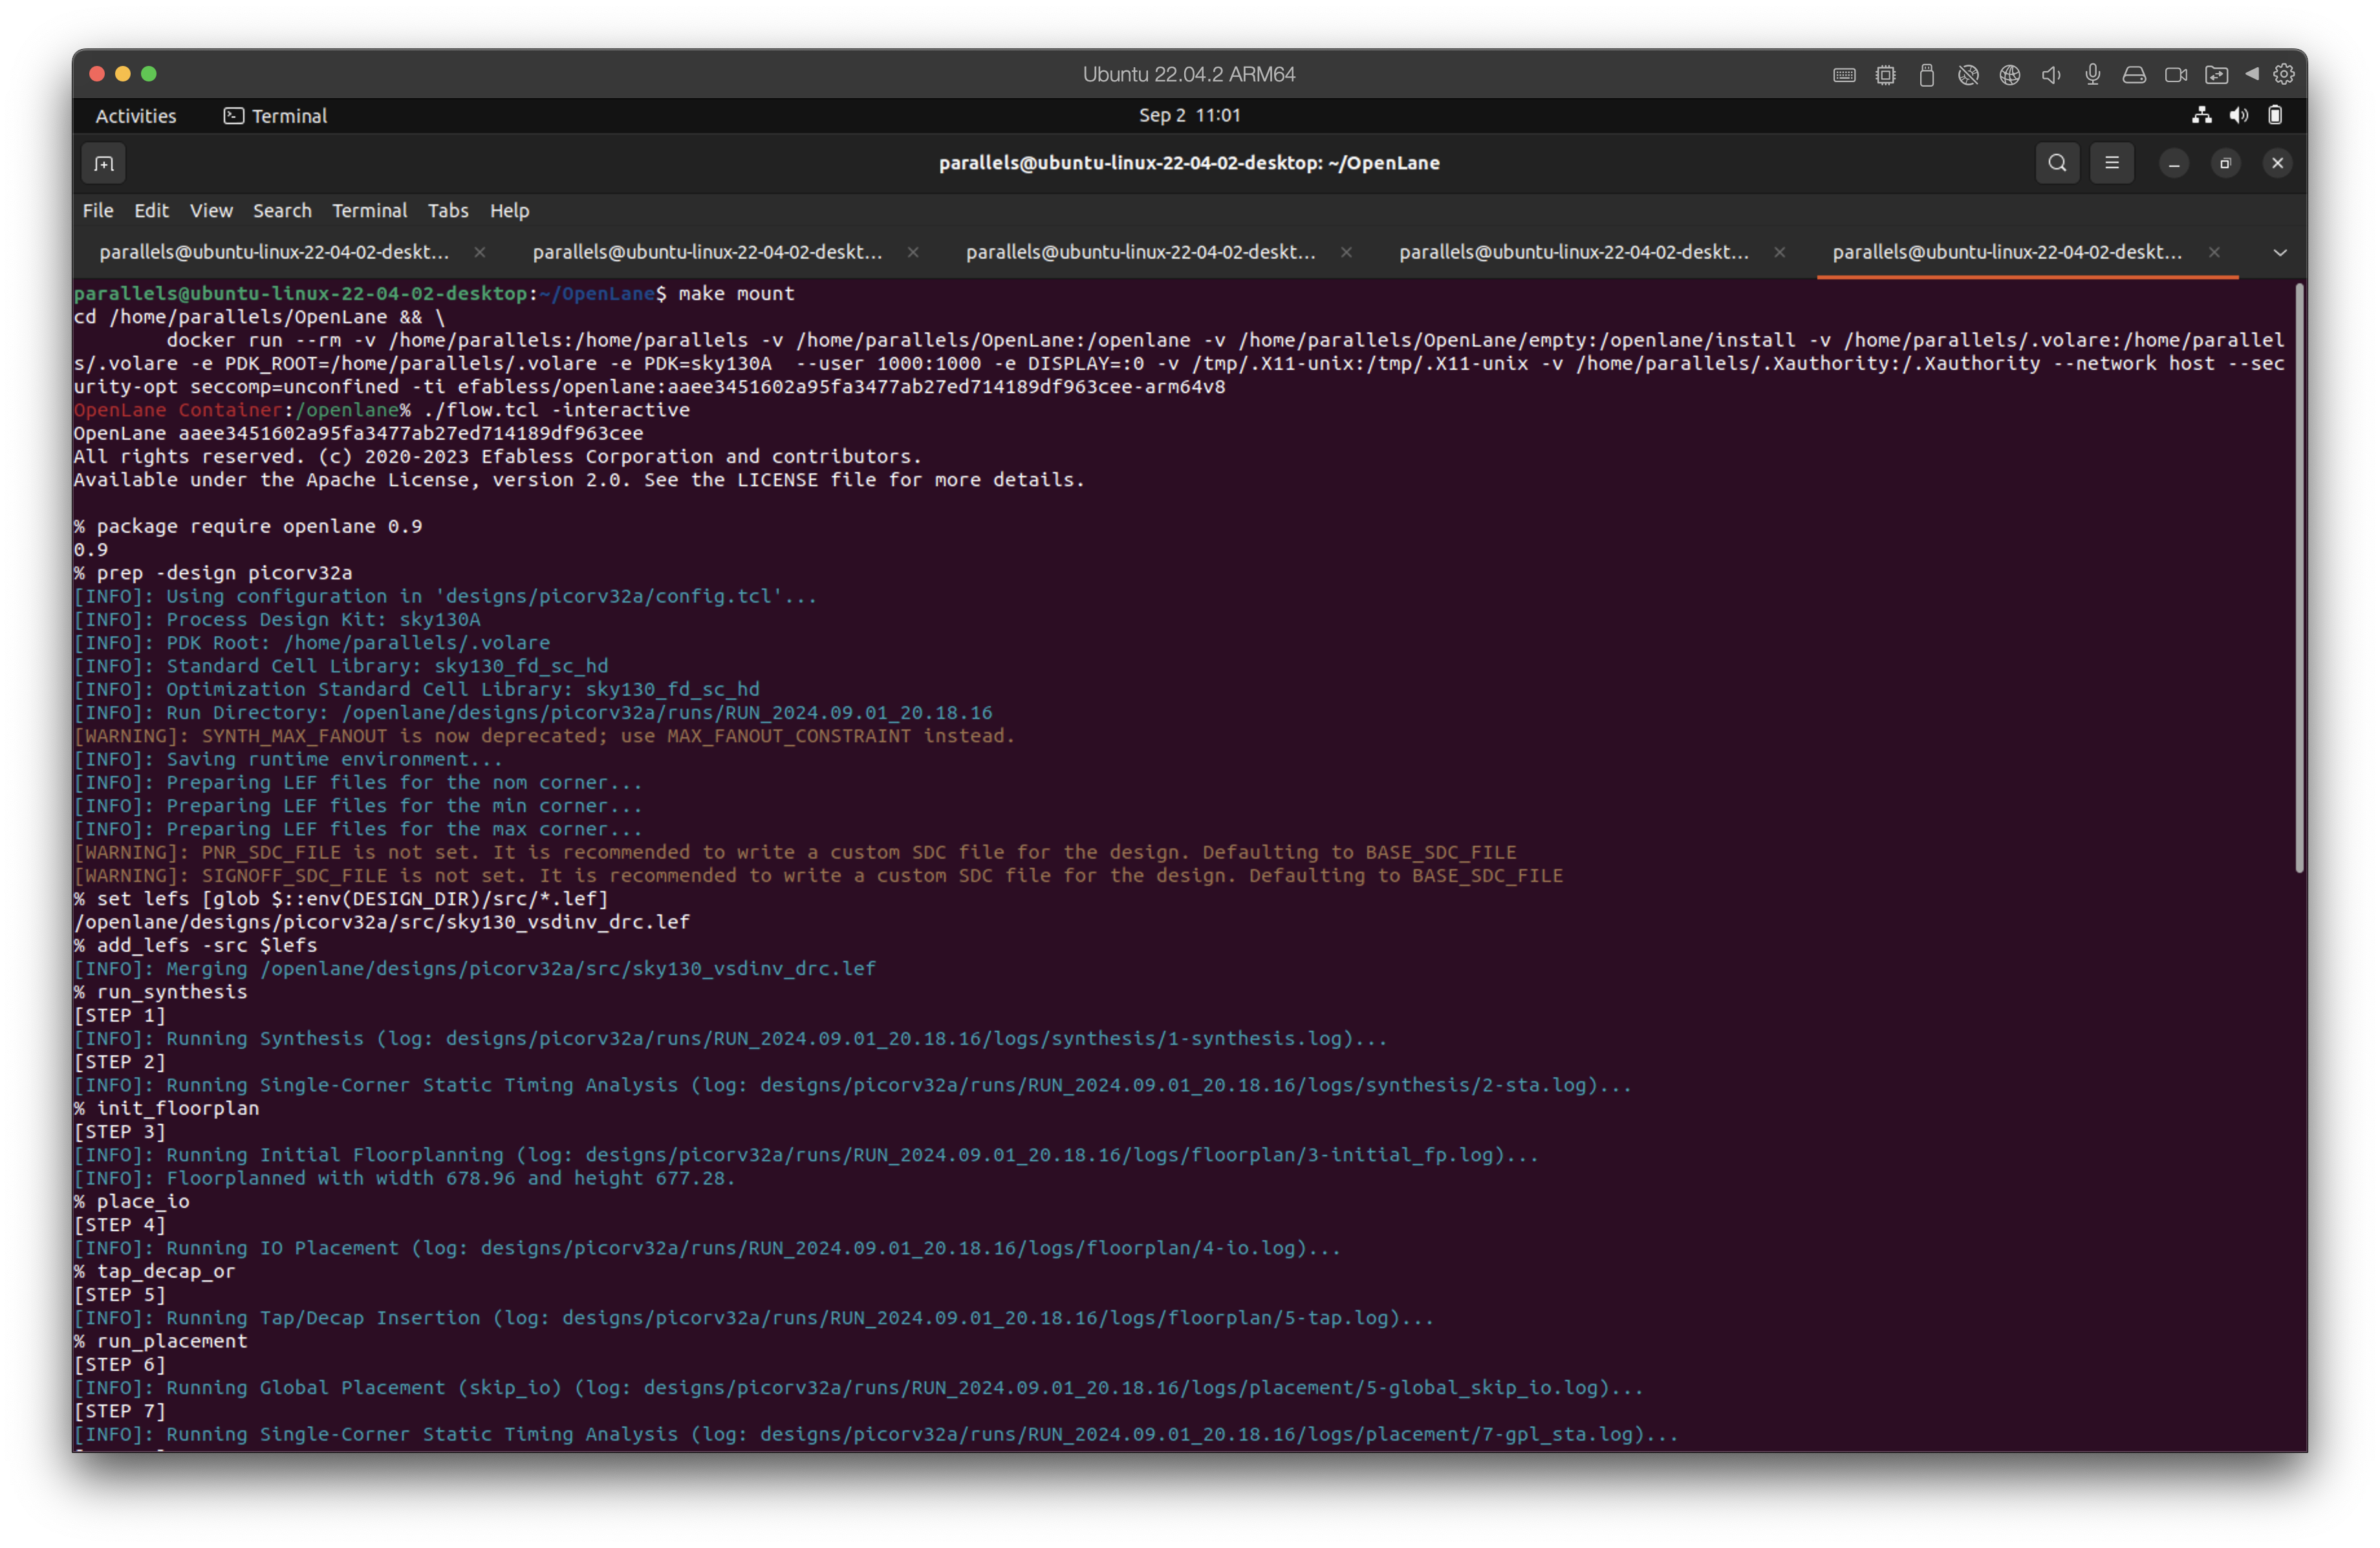 Ubuntu 22.04.2 ARM64
Activities Terminal Sep 2 11:01
parallels@ubuntu-linux-22-04-02-desktop: ~/OpenLane
File Edit View Search Terminal Tabs Help
parallels@ubuntu-linux-22-04-02-deskt... parallels@ubuntu-linux-22-04-02-deskt... parallels@ubuntu-linux-22-04-02-deskt... parallels@ubuntu-linux-22-04-02-deskt... parallels@ubuntu-linux-22-04-02-deskt...
parallels@ubuntu-linux-22-04-02-desktop:~/OpenLane$ make mount
cd /home/parallels/OpenLane && \
        docker run --rm -v /home/parallels:/home/parallels -v /home/parallels/OpenLane:/openlane -v /home/parallels/OpenLane/empty:/openlane/install -v /home/parallels/.volare:/home/parallel
s/.volare -e PDK_ROOT=/home/parallels/.volare -e PDK=sky130A  --user 1000:1000 -e DISPLAY=:0 -v /tmp/.X11-unix:/tmp/.X11-unix -v /home/parallels/.Xauthority:/.Xauthority --network host --sec
urity-opt seccomp=unconfined -ti efabless/openlane:aaee3451602a95fa3477ab27ed714189df963cee-arm64v8
OpenLane Container:/openlane% ./flow.tcl -interactive
OpenLane aaee3451602a95fa3477ab27ed714189df963cee
All rights reserved. (c) 2020-2023 Efabless Corporation and contributors.
Available under the Apache License, version 2.0. See the LICENSE file for more details.
% package require openlane 0.9
0.9
% prep -design picorv32a
[INFO]: Using configuration in 'designs/picorv32a/config.tcl'...
[INFO]: Process Design Kit: sky130A
[INFO]: PDK Root: /home/parallels/.volare
[INFO]: Standard Cell Library: sky130_fd_sc_hd
[INFO]: Optimization Standard Cell Library: sky130_fd_sc_hd
[INFO]: Run Directory: /openlane/designs/picorv32a/runs/RUN_2024.09.01_20.18.16
[WARNING]: SYNTH_MAX_FANOUT is now deprecated; use MAX_FANOUT_CONSTRAINT instead.
[INFO]: Saving runtime environment...
[INFO]: Preparing LEF files for the nom corner...
[INFO]: Preparing LEF files for the min corner...
[INFO]: Preparing LEF files for the max corner...
[WARNING]: PNR_SDC_FILE is not set. It is recommended to write a custom SDC file for the design. Defaulting to BASE_SDC_FILE
[WARNING]: SIGNOFF_SDC_FILE is not set. It is recommended to write a custom SDC file for the design. Defaulting to BASE_SDC_FILE
% set lefs [glob $::env(DESIGN_DIR)/src/*.lef]
/openlane/designs/picorv32a/src/sky130_vsdinv_drc.lef
% add_lefs -src $lefs
[INFO]: Merging /openlane/designs/picorv32a/src/sky130_vsdinv_drc.lef
% run_synthesis
[STEP 1]
[INFO]: Running Synthesis (log: designs/picorv32a/runs/RUN_2024.09.01_20.18.16/logs/synthesis/1-synthesis.log)...
[STEP 2]
[INFO]: Running Single-Corner Static Timing Analysis (log: designs/picorv32a/runs/RUN_2024.09.01_20.18.16/logs/synthesis/2-sta.log)...
% init_floorplan
[STEP 3]
[INFO]: Running Initial Floorplanning (log: designs/picorv32a/runs/RUN_2024.09.01_20.18.16/logs/floorplan/3-initial_fp.log)...
[INFO]: Floorplanned with width 678.96 and height 677.28.
% place_io
[STEP 4]
[INFO]: Running IO Placement (log: designs/picorv32a/runs/RUN_2024.09.01_20.18.16/logs/floorplan/4-io.log)...
% tap_decap_or
[STEP 5]
[INFO]: Running Tap/Decap Insertion (log: designs/picorv32a/runs/RUN_2024.09.01_20.18.16/logs/floorplan/5-tap.log)...
% run_placement
[STEP 6]
[INFO]: Running Global Placement (skip_io) (log: designs/picorv32a/runs/RUN_2024.09.01_20.18.16/logs/placement/5-global_skip_io.log)...
[STEP 7]
[INFO]: Running Single-Corner Static Timing Analysis (log: designs/picorv32a/runs/RUN_2024.09.01_20.18.16/logs/placement/7-gpl_sta.log)...